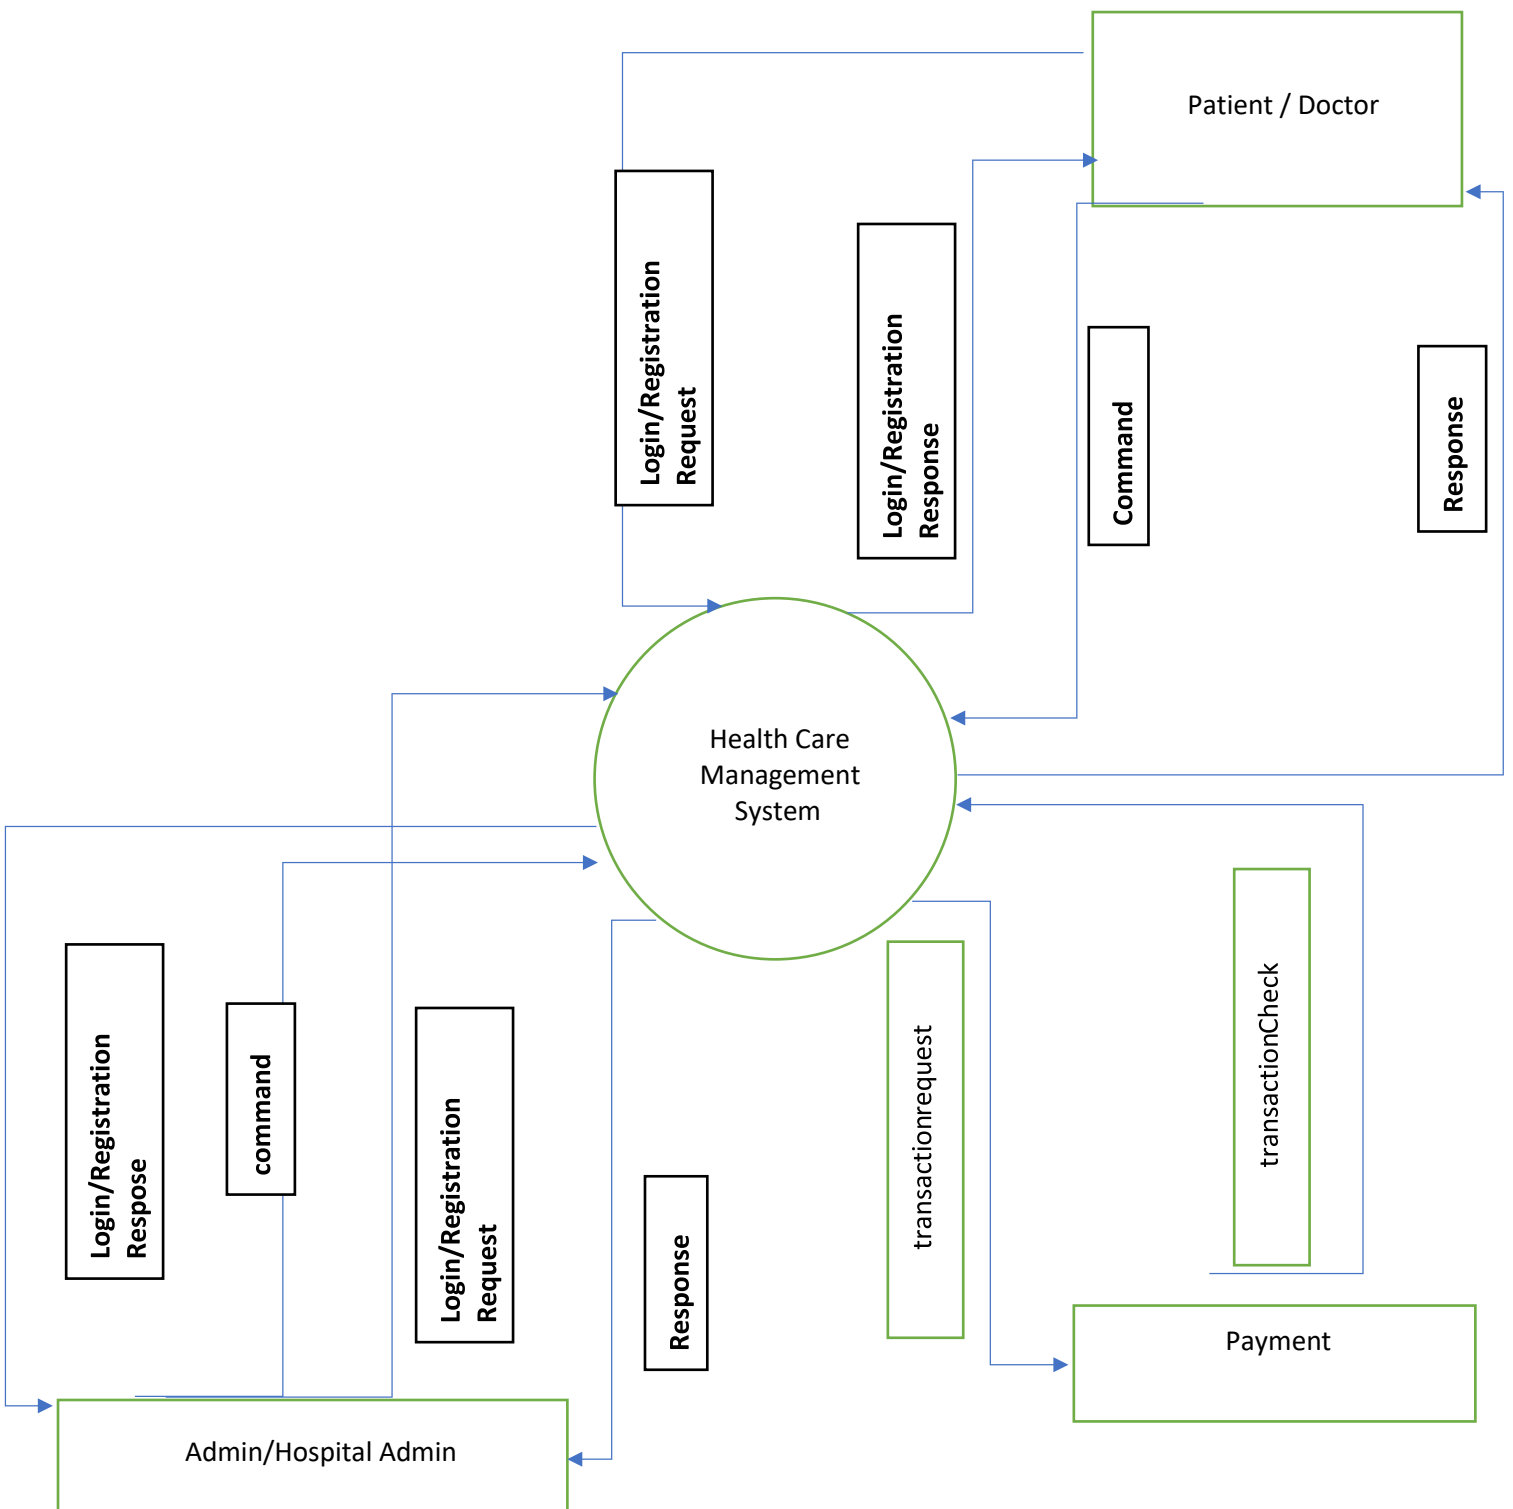 Patient / Doctor
Login/Registration
Request
Login/Registration
Response
Command
Response
Health Care
Management
System
Login/Registration
Respose
command
Login/Registration
Request
Response
transactionrequest
transactionCheck
Payment
Admin/Hospital Admin